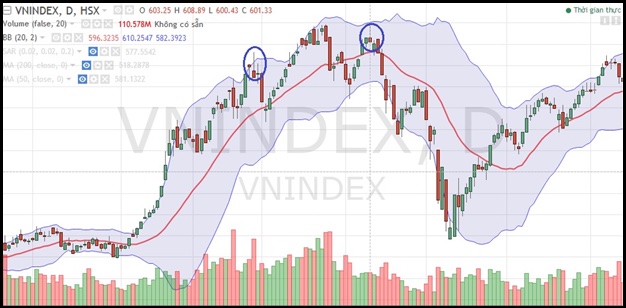 VNINDEX, D, HSX O 603.25 H 608.89 L 600.43 C 601.33
Thời gian thực
Volume (false, 20) 110.578M Không có sẵn
BB (20, 2) 596.3235 610.2547 582.3923
SAR (0.02, 0.02, 0.2) 577.5542
MA (200, close, 0) 518.2878
MA (50, close, 0) 581.1322
VNINDEX, D
VNINDEX